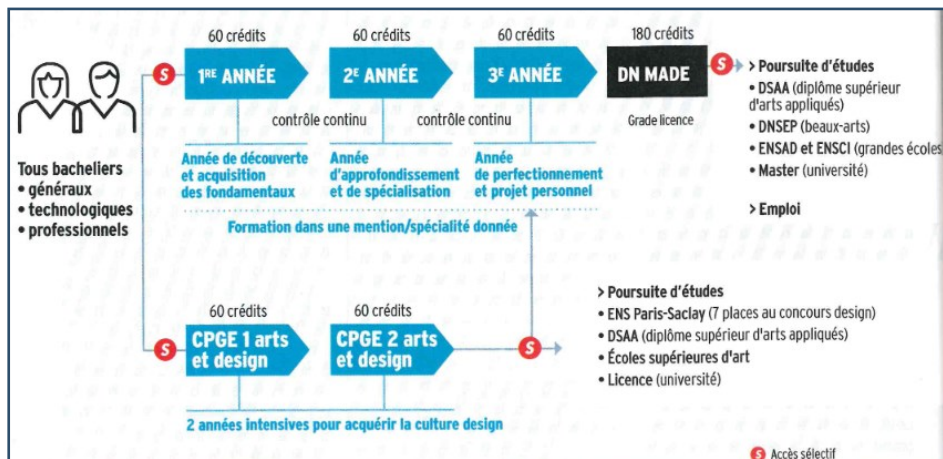 60 crédits
60 crédits
60 crédits
180 crédits
S
1RE ANNÉE
2E ANNÉE
3E ANNÉE
DN MADE
S
contrôle continu
contrôle continu
Grade licence
Année de découverte
et acquisition
des fondamentaux
Année
d'approfondissement
et de spécialisation
Année
de perfectionnement
et projet personnel
Formation dans une mention/spécialité donnée
> Poursuite d'études
• DSAA (diplôme supérieur
d'arts appliqués)
• DNSEP (beaux-arts)
• ENSAD et ENSCI (grandes écoles
• Master (université)
> Emploi
Tous bacheliers
• généraux
• technologiques
• professionnels
60 crédits
60 crédits
S
CPGE 1 arts
et design
CPGE 2 arts
et design
S
2 années intensives pour acquérir la culture design
> Poursuite d'études
• ENS Paris-Saclay (7 places au concours design)
• DSAA (diplôme supérieur d'arts appliqués)
• Écoles supérieures d'art
• Licence (université)
S Accès sélectif